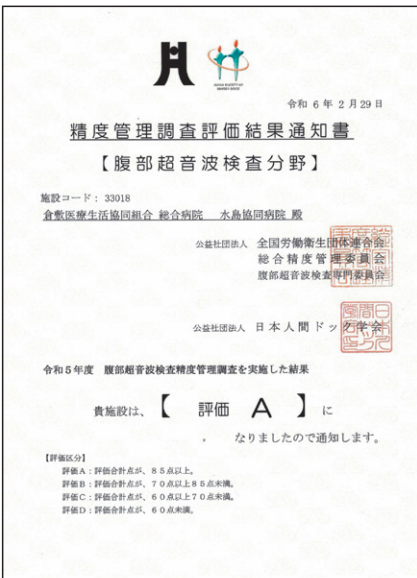 令和 6 年 2 月 29 日
精度管理調査評価結果通知書
【腹部超音波検査分野】
施設コード : 33018
倉敷医療生活協同組合 総合病院 水島協同病院 殿
公益社団法人 全国労働衛生団体連合会
総合精度管理委員会
腹部超音波検査専門委員会
公益社団法人 日本人間ドック学会
令和5年度 腹部超音波検査精度管理調査を実施した結果
貴施設は、【 評価 A 】に
なりましたので通知します。
【評価区分】
評価A:評価合計点が、85点以上。
評価B:評価合計点が、70点以上85点未満。
評価C:評価合計点が、60点以上70点未満。
評価D:評価合計点が、60点未満。